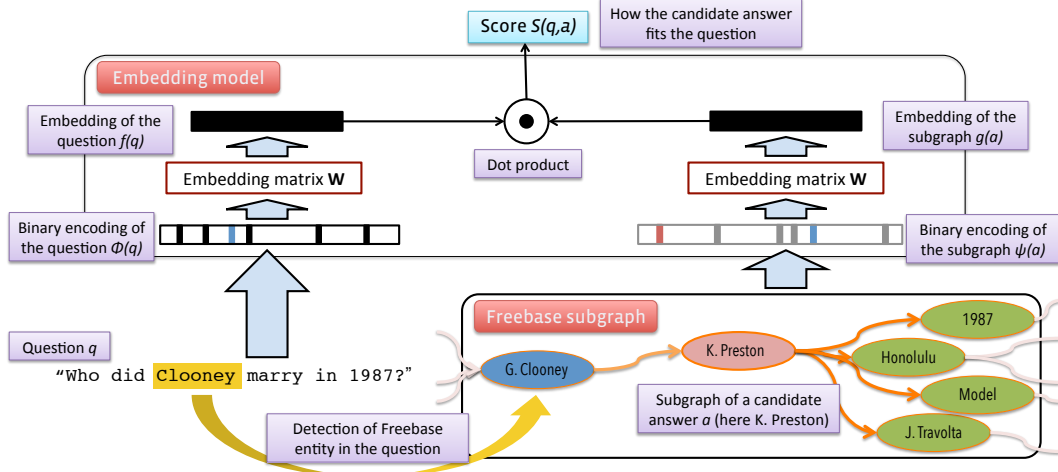 Score S(q,a)
How the candidate answer
fits the question
Embedding model
Embedding of the
question f(q)
Embedding of the
subgraph g(a)
Dot product
Embedding matrix W
Embedding matrix W
Binary encoding of
the question Φ(q)
Binary encoding of
the subgraph ψ(a)
Freebase subgraph
1987
Question q
K. Preston
Honolulu
“Who did Clooney marry in 1987?”
G. Clooney
Model
Subgraph of a candidate
answer a (here K. Preston)
J. Travolta
Detection of Freebase
entity in the question